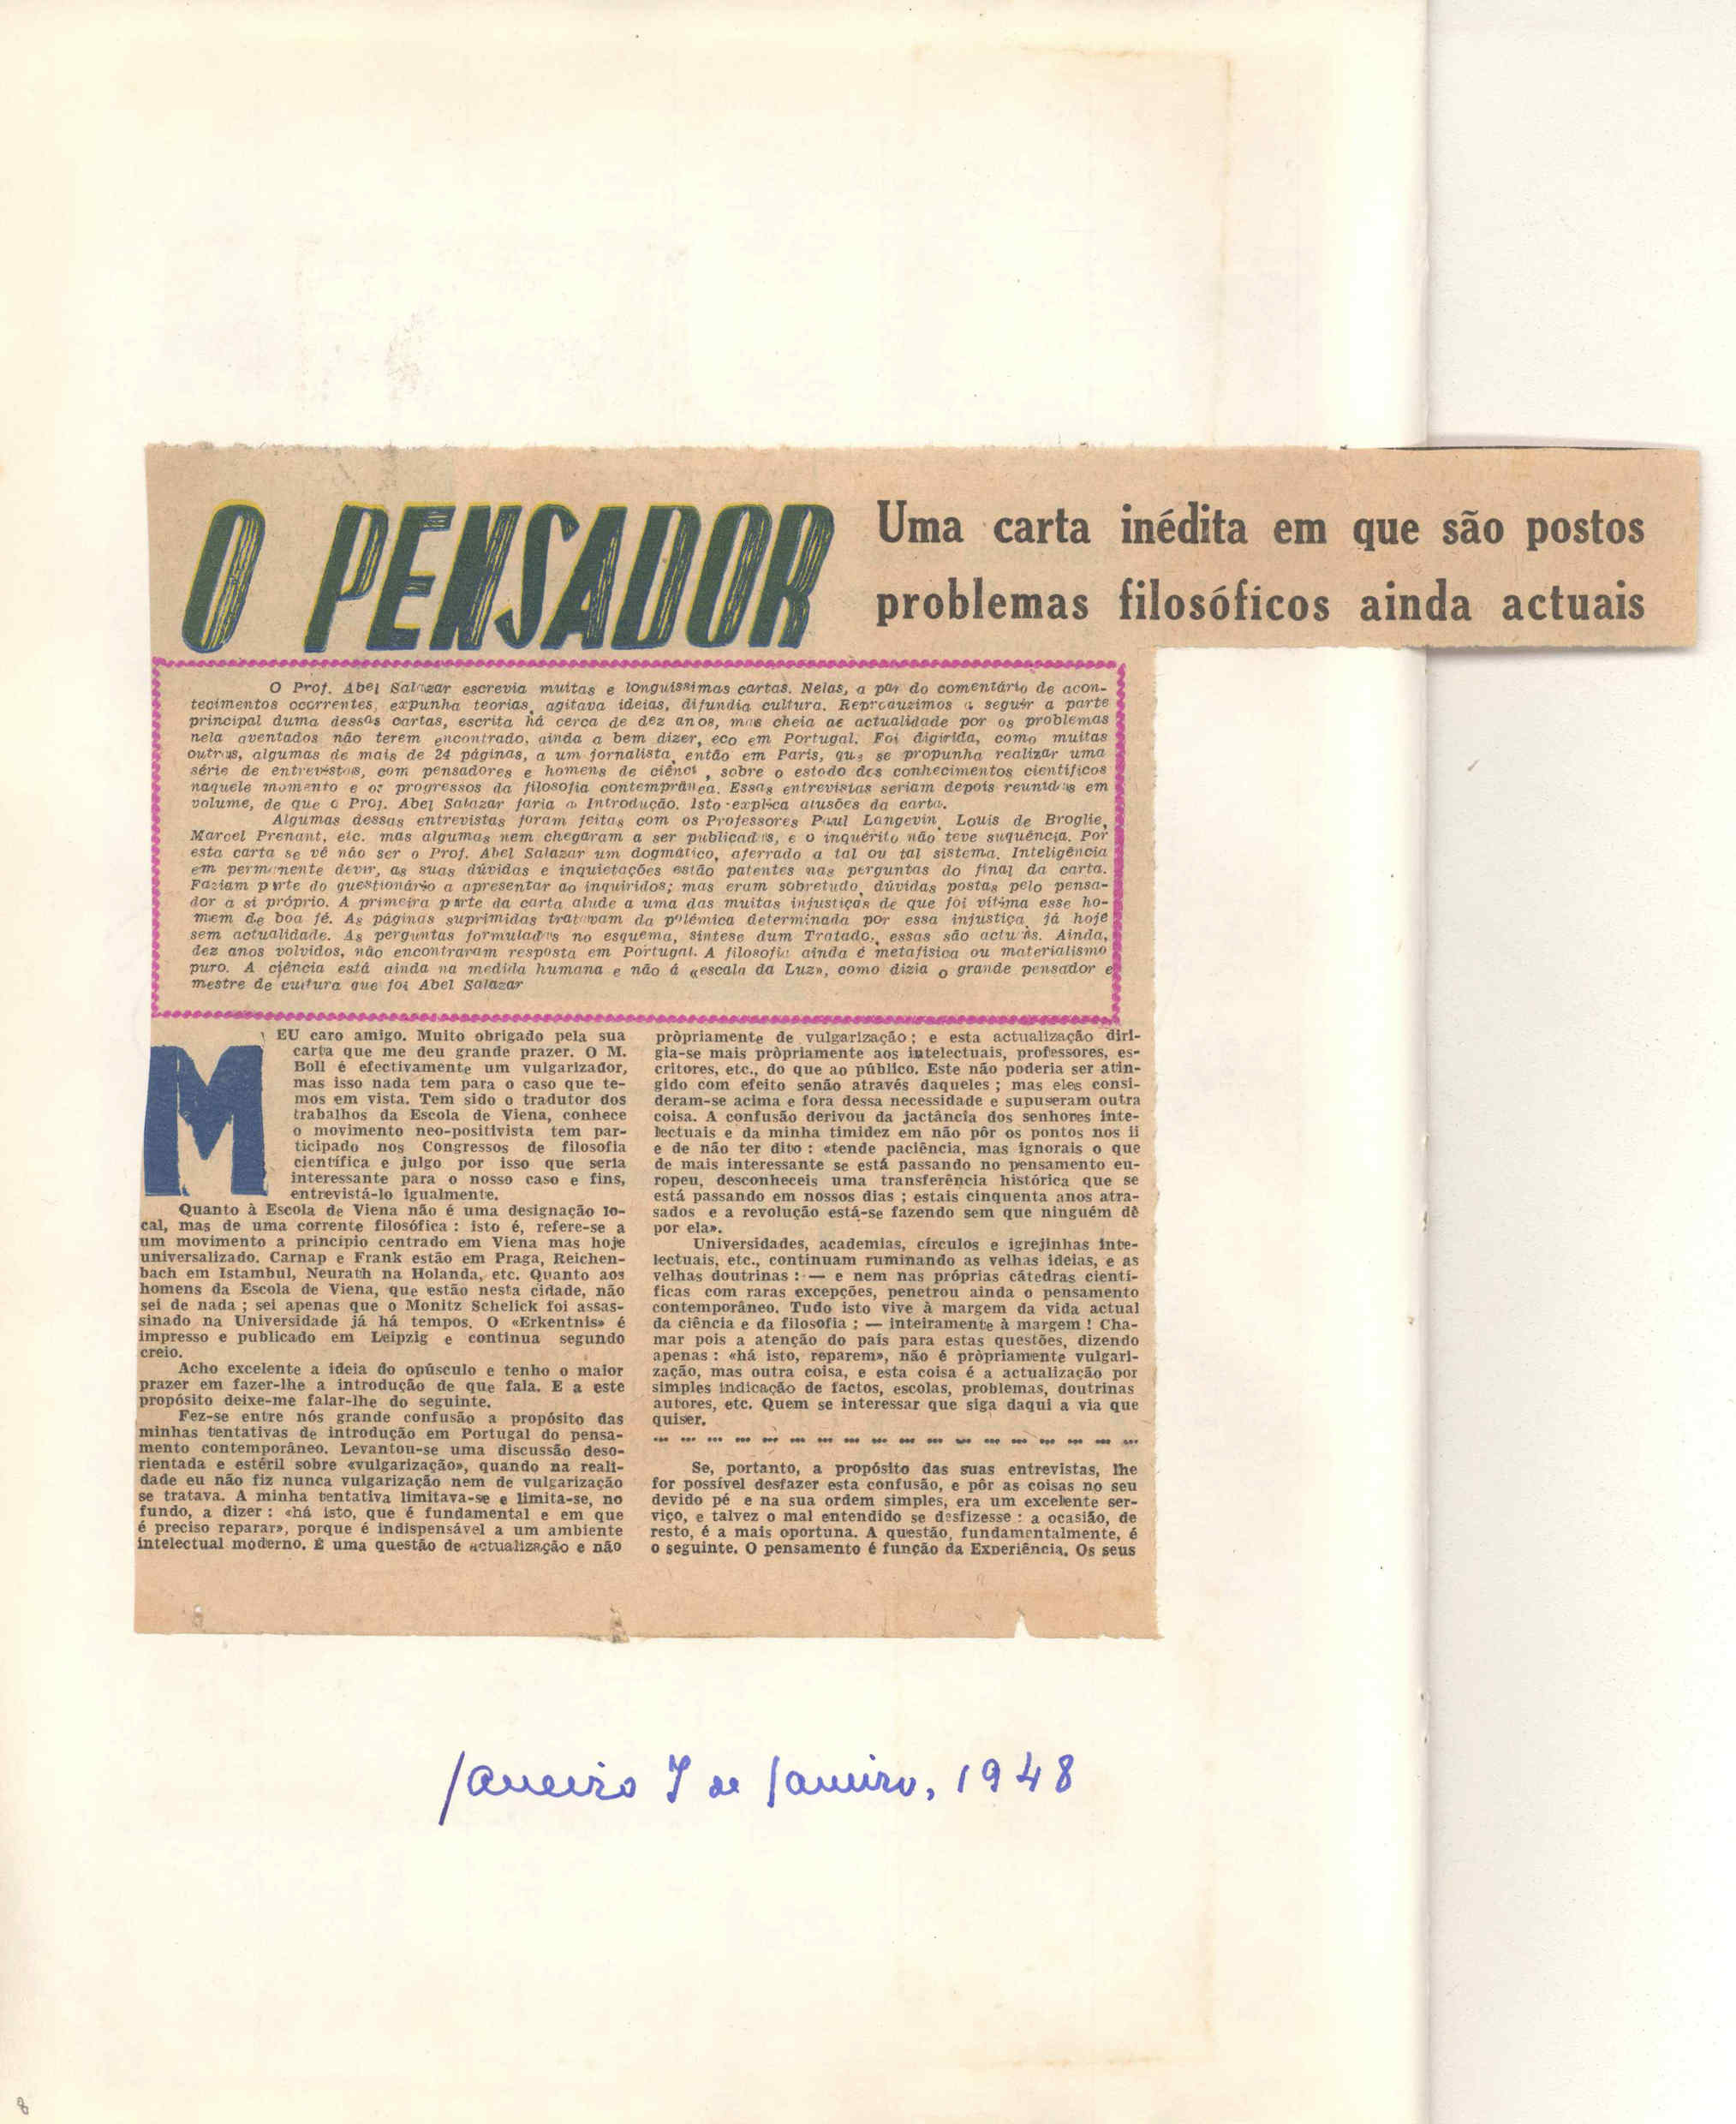 O PENSADOR
Uma carta inédita em que são postos
problemas filosóficos ainda actuais
O Prof. Abel Salazar escrevia muitas e longuissimas cartas. Nelas, a par do comentário de acon-
tecimentos ocorrentes, expunha teorias, agitava ideias, difundia cultura. Reproduzimos a seguir a parte
principal duma dessas cartas, escrita há cerca de dez anos, mas cheia de actualidade por os problemas
nela aventados não terem encontrado, ainda a bem dizer, eco em Portugal. Foi digirida, como muitas
outras, algumas de mais de 24 páginas, a um jornalista, então em Paris, que se propunha realizar uma
série de entrevistas, com pensadores e homens de ciênci , sobre o estado dos conhecimentos cientificos
naquele momento e os progressos da filosofia contemprânea. Essas entrevistas seriam depois reunidas em
volume, de que o Proj. Abel Salazar faria a Introdução. Isto explica alusões da carta.
Algumas dessas entrevistas foram feitas com os Professores Paul Langevin, Louis de Broglie,
Marcel Prenant, etc. mas algumas nem chegaram a ser publicadas, e o inquérito não teve suquência. Por
esta carta se vê não ser o Prof. Abel Salazar um dogmático, aferrado a tal ou tal sistema. Inteligência
em permanente devir, as suas dúvidas e inquietações estão patentes nas perguntas do final da carta.
Faziam parte do questionário a apresentar ao inquiridos; mas eram sobretudo, dúvidas postas pelo pensa-
dor a si próprio. A primeira parte da carta alude a uma das muitas injustiças de que foi vítima esse ho-
mem de boa fé. As páginas suprimidas tratavam da polémica determinada por essa injustiça, já hoje
sem actualidade. As perguntas formuladas no esquema, sintese dum Tratado, essas são actuais. Ainda,
dez anos volvidos, não encontraram resposta em Portugal. A filosofia ainda é metafisica ou materialismo
puro. A ciência está ainda na medida humana e não á «escala da Luz», como dizia o grande pensador e
mestre de cultura que foi Abel Salazar
MEU caro amigo. Muito obrigado pela sua
carta que me deu grande prazer. O M.
Boll é efectivamente um vulgarizador,
mas isso nada tem para o caso que te-
mos em vista. Tem sido o tradutor dos
trabalhos da Escola de Viena, conhece
o movimento neo-positivista tem par-
ticipado nos Congressos de filosofia
científica e julgo por isso que seria
interessante para o nosso caso e fins,
entrevistá-lo igualmente.
Quanto à Escola de Viena não é uma designação lo-
cal, mas de uma corrente filosófica : isto é, refere-se a
um movimento a princípio centrado em Viena mas hoje
universalizado. Carnap e Frank estão em Praga, Reichen-
bach em Istambul, Neurath na Holanda, etc. Quanto aos
homens da Escola de Viena, que estão nesta cidade, não
sei de nada ; sei apenas que o Monitz Schelick foi assas-
sinado na Universidade já há tempos. O «Erkentnis» é
impresso e publicado em Leipzig e continua segundo
creio.
Acho excelente a ideia do opúsculo e tenho o maior
prazer em fazer-lhe a introdução de que fala. E a este
propósito deixe-me falar-lhe do seguinte.
Fez-se entre nós grande confusão a propósito das
minhas tentativas de introdução em Portugal do pensa-
mento contemporâneo. Levantou-se uma discussão deso-
rientada e estéril sobre «vulgarização», quando na reali-
dade eu não fiz nunca vulgarização nem de vulgarização
se tratava. A minha tentativa limitava-se e limita-se, no
fundo, a dizer : «há isto, que é fundamental e em que
é preciso reparar», porque é indispensável a um ambiente
intelectual moderno. É uma questão de actualização e não
pròpriamente de vulgarização ; e esta actualização diri-
gia-se mais pròpriamente aos intelectuais, professores, es-
critores, etc., do que ao público. Este não poderia ser atin-
gido com efeito senão através daqueles ; mas eles consi-
deram-se acima e fora dessa necessidade e supuseram outra
coisa. A confusão derivou da jactância dos senhores inte-
lectuais e da minha timidez em não pôr os pontos nos ii
e de não ter dito : «tende paciência, mas ignorais o que
de mais interessante se está passando no pensamento eu-
ropeu, desconheceis uma transferência histórica que se
está passando em nossos dias ; estais cinquenta anos atra-
sados e a revolução está-se fazendo sem que ninguém dê
por ela».
Universidades, academias, círculos e igrejinhas inte-
lectuais, etc., continuam ruminando as velhas ideias, e as
velhas doutrinas : — e nem nas próprias cátedras cientí-
ficas com raras excepções, penetrou ainda o pensamento
contemporâneo. Tudo isto vive à margem da vida actual
da ciência e da filosofia : — inteiramente à margem ! Cha-
mar pois a atenção do país para estas questões, dizendo
apenas : «há isto, reparem», não é pròpriamente vulgari-
zação, mas outra coisa, e esta coisa é a actualização por
simples indicação de factos, escolas, problemas, doutrinas
autores, etc. Quem se interessar que siga daqui a via que
quiser.
... ... ... ... ... ... ... ... ... ... ... ... ... ... ... ... ... ...
Se, portanto, a propósito das suas entrevistas, lhe
for possível desfazer esta confusão, e pôr as coisas no seu
devido pé e na sua ordem simples, era um excelente ser-
viço, e talvez o mal entendido se desfizesse : a ocasião, de
resto, é a mais oportuna. A questão, fundamentalmente, é
o seguinte. O pensamento é função da Experiência. Os seus
Janeiro 7 de Janeiro, 1948
8